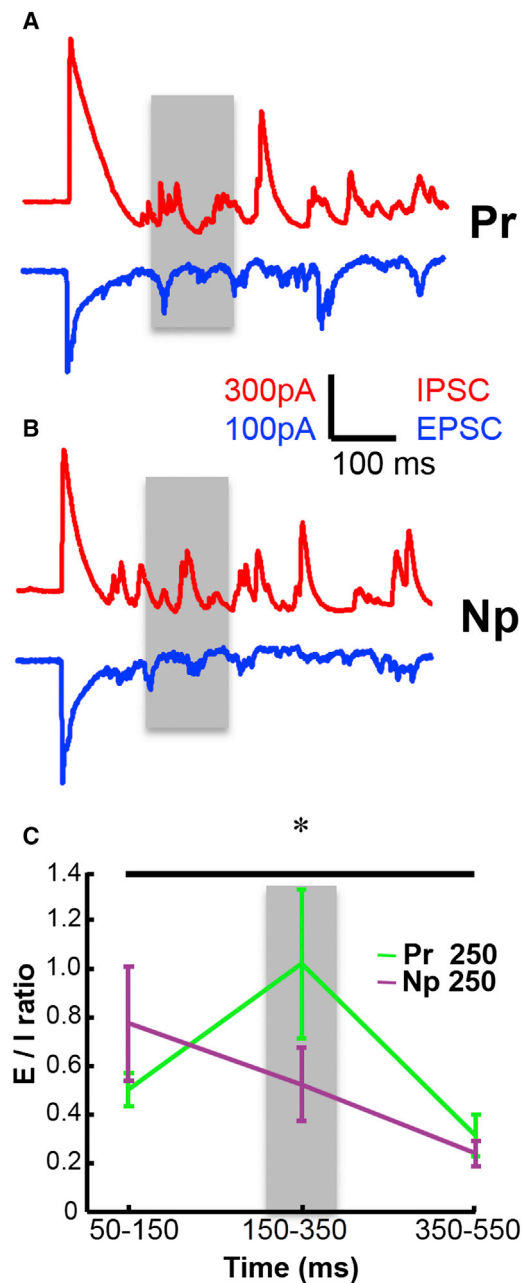 A
Pr
300pA IPSC
100pA EPSC
100 ms
B
Np
C
*
1.4
1.2
1.0
0.8
0.6
0.4
0.2
0
E / I ratio
Pr 250
Np 250
50-150 150-350 350-550
Time (ms)